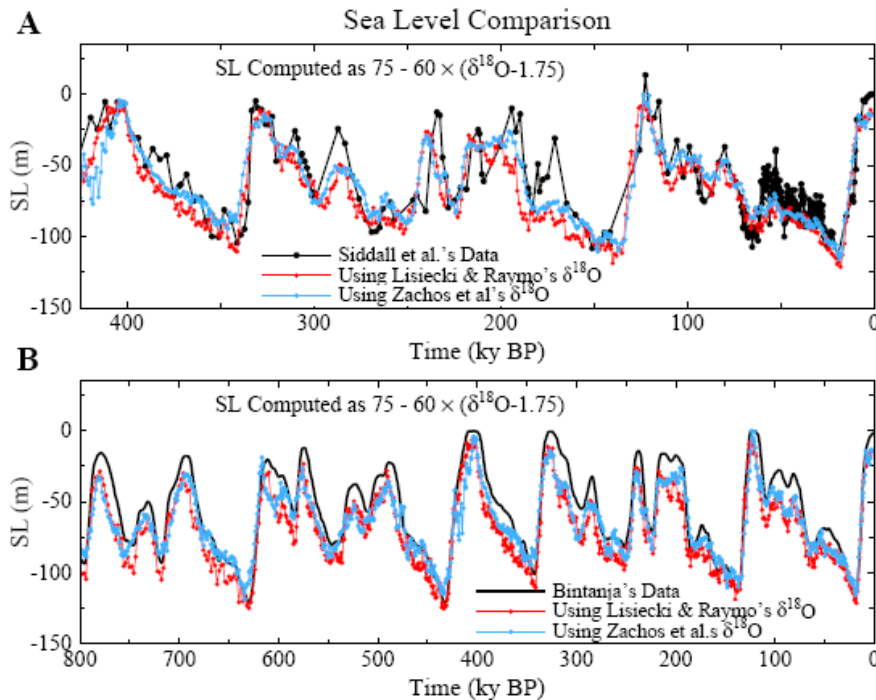 Sea Level Comparison
A
SL Computed as 75 - 60 × (δ¹⁸O-1.75)
0
-50
-100
-150
SL (m)
Siddall et al.'s Data
Using Lisiecki & Raymo's δ¹⁸O
Using Zachos et al's δ¹⁸O
400 300 200 100 0
Time (ky BP)
B
SL Computed as 75 - 60 × (δ¹⁸O-1.75)
0
-50
-100
-150
SL (m)
Bintanja's Data
Using Lisiecki & Raymo's δ¹⁸O
Using Zachos et al.s δ¹⁸O
800 700 600 500 400 300 200 100 0
Time (ky BP)